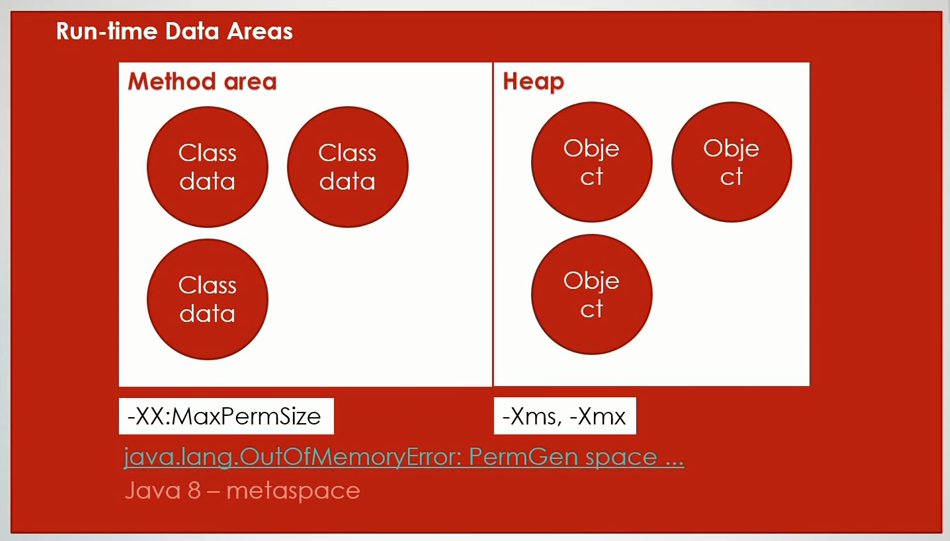 Run-time Data Areas
Method area
Class
data
Class
data
Class
data
Heap
Obje
ct
Obje
ct
Obje
ct
-XX:MaxPermSize
-Xms, -Xmx
java.lang.OutOfMemoryError: PermGen space ...
Java 8 – metaspace